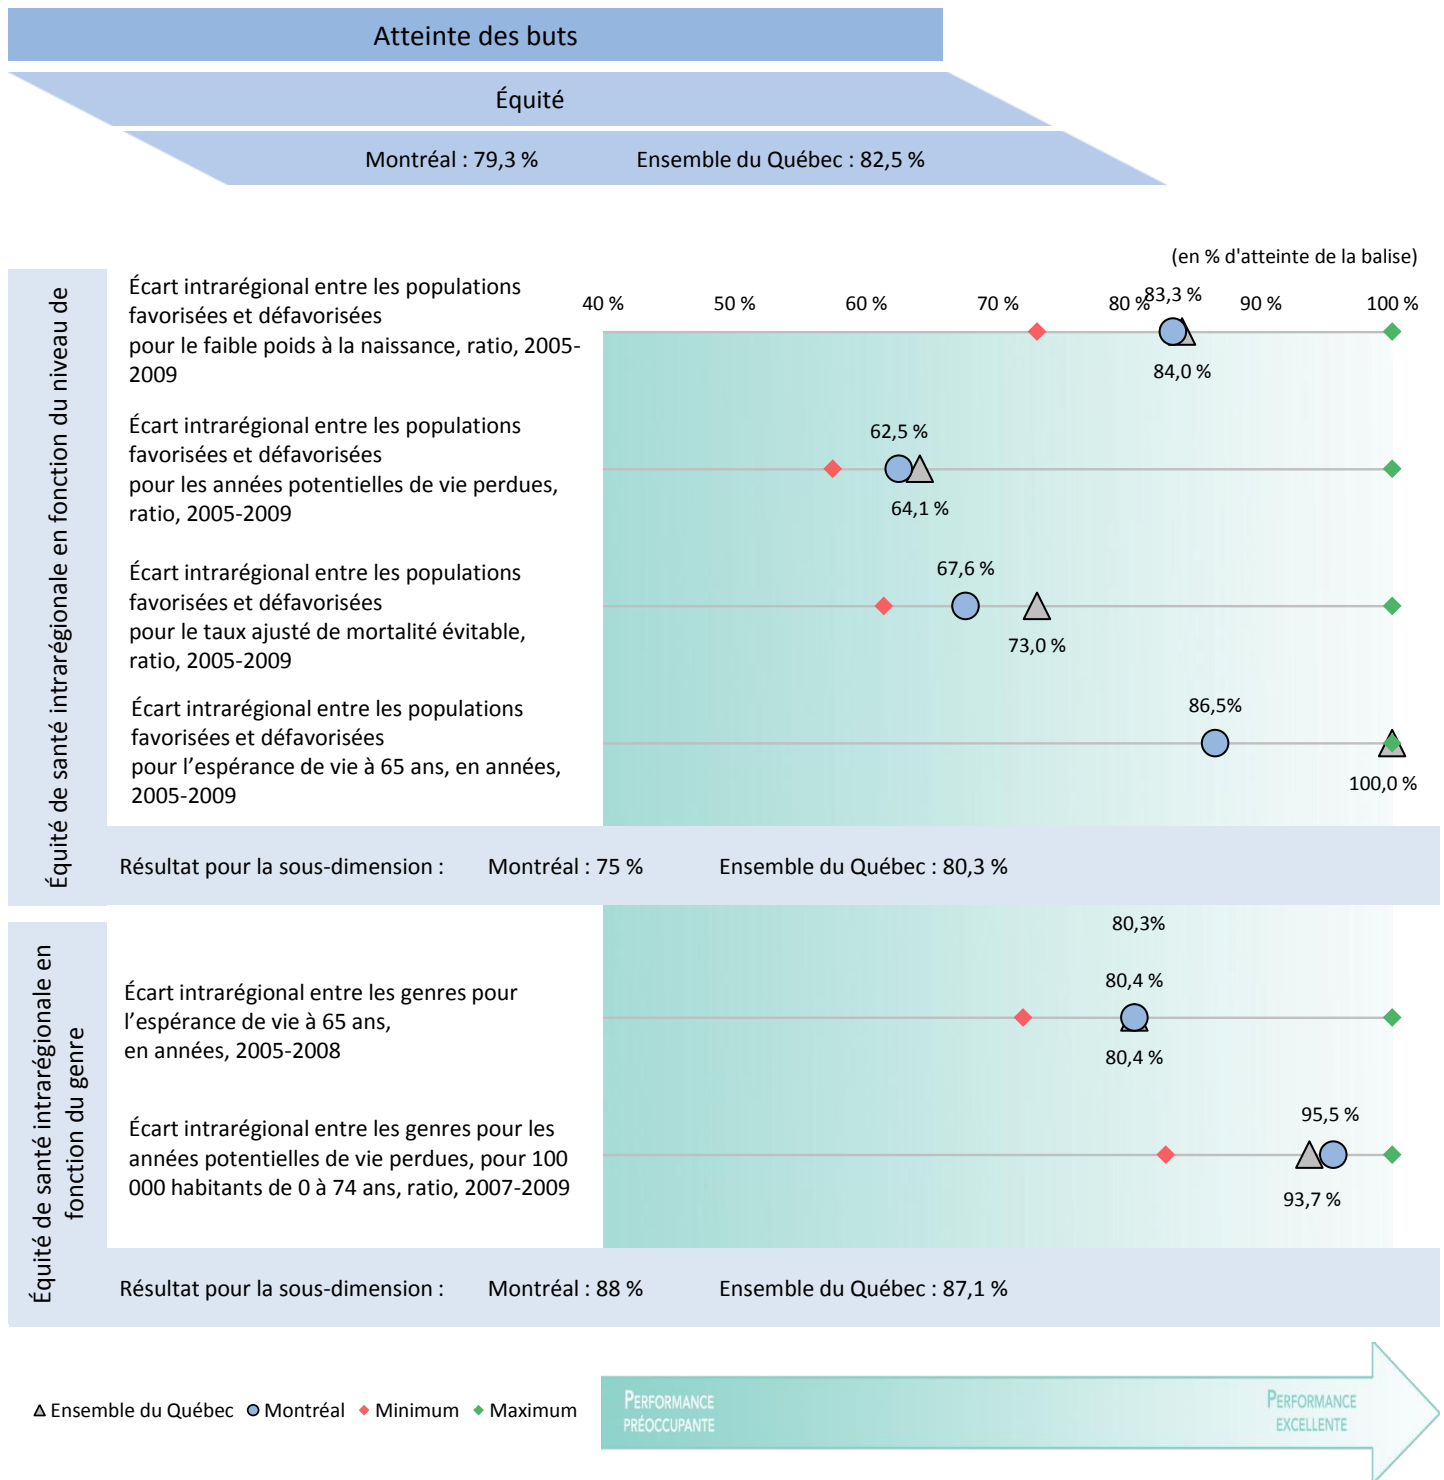 Atteinte des buts
Équité
Montréal : 79,3 % Ensemble du Québec : 82,5 %
(en % d'atteinte de la balise)
40 % 50 % 60 % 70 % 80 % 90 % 100 %
Équité de santé intrarégionale en fonction du niveau de
Écart intrarégional entre les populations
favorisées et défavorisées
pour le faible poids à la naissance, ratio, 2005-
2009
83,3 %
84,0 %
Écart intrarégional entre les populations
favorisées et défavorisées
pour les années potentielles de vie perdues,
ratio, 2005-2009
62,5 %
64,1 %
Écart intrarégional entre les populations
favorisées et défavorisées
pour le taux ajusté de mortalité évitable,
ratio, 2005-2009
67,6 %
73,0 %
Écart intrarégional entre les populations
favorisées et défavorisées
pour l’espérance de vie à 65 ans, en années,
2005-2009
86,5%
100,0 %
Résultat pour la sous-dimension : Montréal : 75 % Ensemble du Québec : 80,3 %
Équité de santé intrarégionale en
fonction du genre
80,3%
Écart intrarégional entre les genres pour
l’espérance de vie à 65 ans,
en années, 2005-2008
80,4 %
80,4 %
Écart intrarégional entre les genres pour les
années potentielles de vie perdues, pour 100
000 habitants de 0 à 74 ans, ratio, 2007-2009
95,5 %
93,7 %
Résultat pour la sous-dimension : Montréal : 88 % Ensemble du Québec : 87,1 %
Ensemble du Québec Montréal Minimum Maximum
PERFORMANCE
PRÉOCCUPANTE
PERFORMANCE
EXCELLENTE